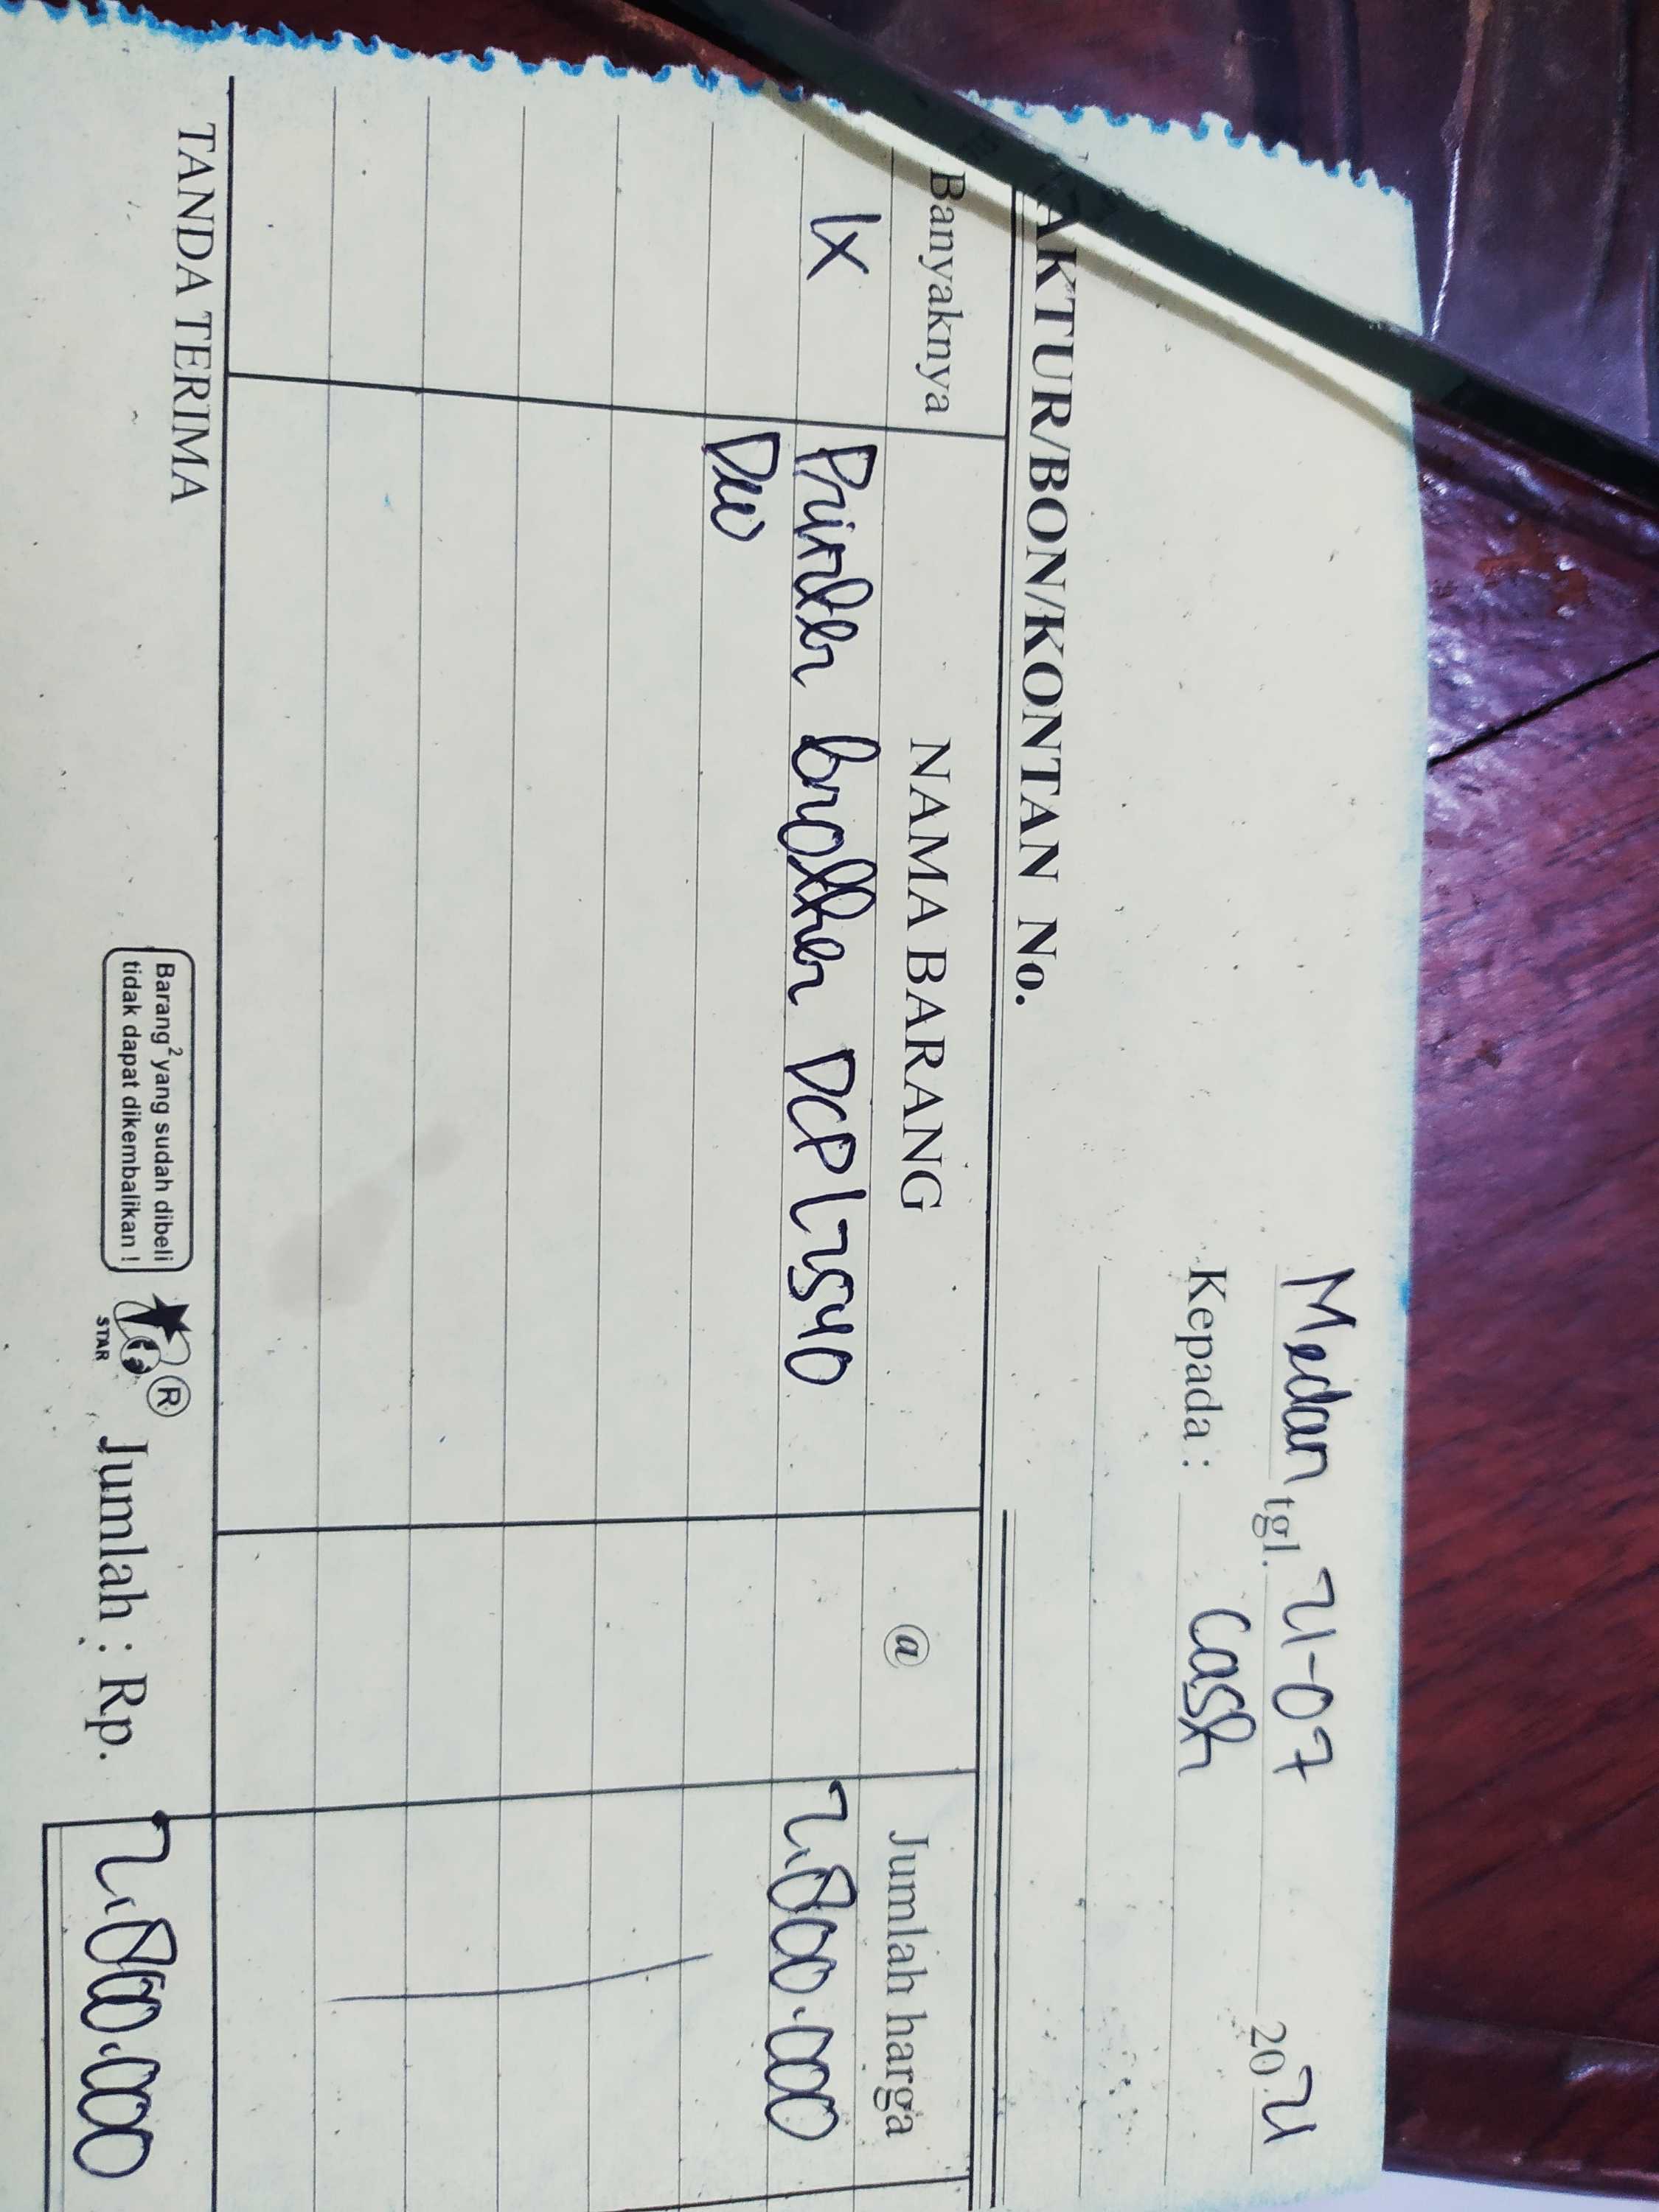 Medan, tgl. 21-07 2021
Kepada : Cash
AKTUR/BON/KONTAN No.
Banyaknya NAMA BARANG @ Jumlah harga
1x Printer brother DCP L2540 2.800.000
DW
TANDA TERIMA
Barang² yang sudah dibeli
tidak dapat dikembalikan !
®
STAR
Jumlah : Rp. 2.800.000